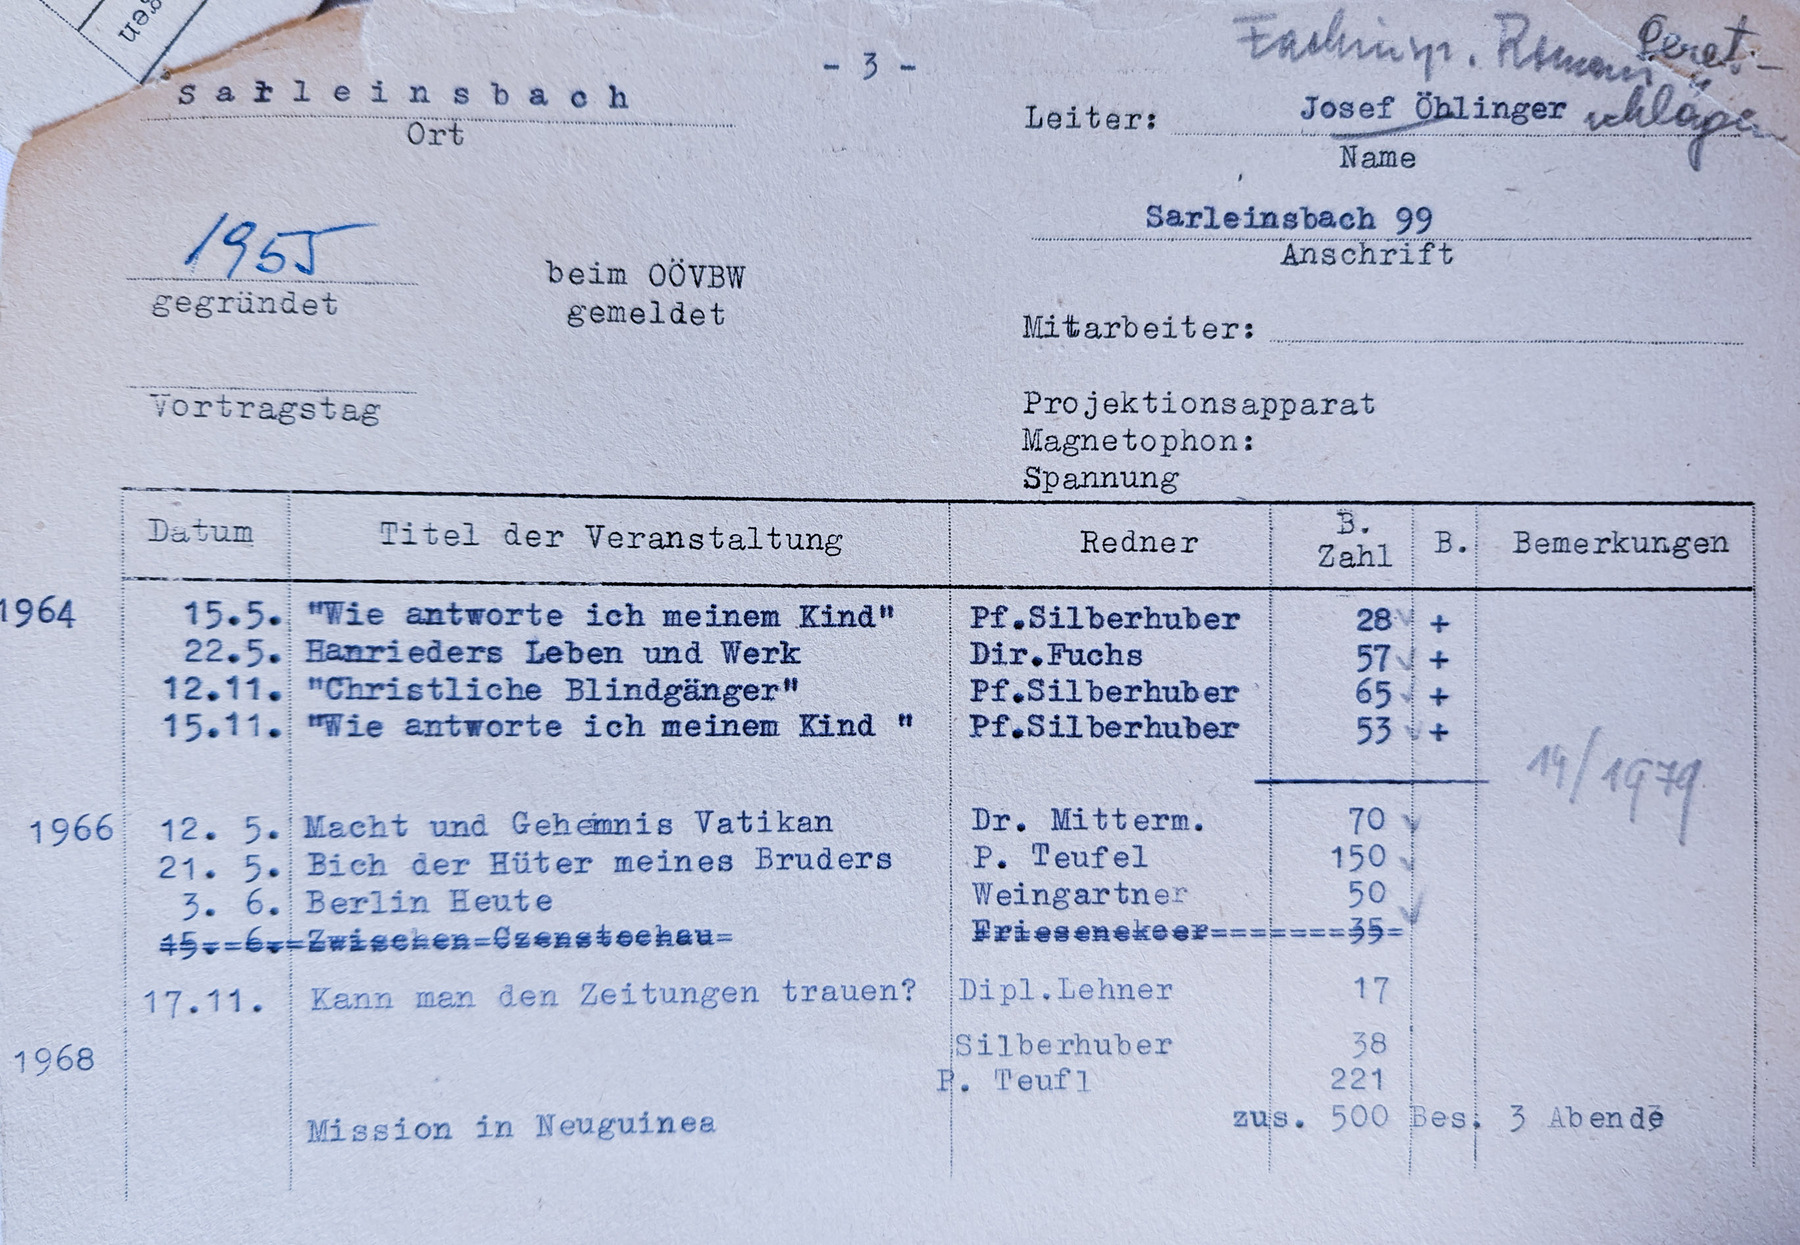 gen
- 3 -
Fachinsp. Roman Gerst-
schläger
Sarleinsbach
Ort
Leiter: Josef Öhlinger
Name
Sarleinsbach 99
Anschrift
1955
gegründet
beim OÖVBW
gemeldet
Mitarbeiter:
Vortragstag
Projektionsapparat
Magnetophon:
Spannung
Datum Titel der Veranstaltung Redner B. Zahl B. Bemerkungen
1964 15.5. "Wie antworte ich meinem Kind" Pf.Silberhuber 28 +
22.5. Hanrieders Leben und Werk Dir.Fuchs 57 +
12.11. "Christliche Blindgänger" Pf.Silberhuber 65 +
15.11. "Wie antworte ich meinem Kind " Pf.Silberhuber 53 +
14/1979
1966 12. 5. Macht und Gehemnis Vatikan Dr. Mitterm. 70
21. 5. Bich der Hüter meines Bruders P. Teufel 150
3. 6. Berlin Heute Weingartner 50
15. 6. Zwischen Czenstochau Friesenekeer 35
17.11. Kann man den Zeitungen trauen? Dipl.Lehner 17
1968 Silberhuber 38
P. Teufl 221
Mission in Neuguinea zus. 500 Bes. 3 Abende